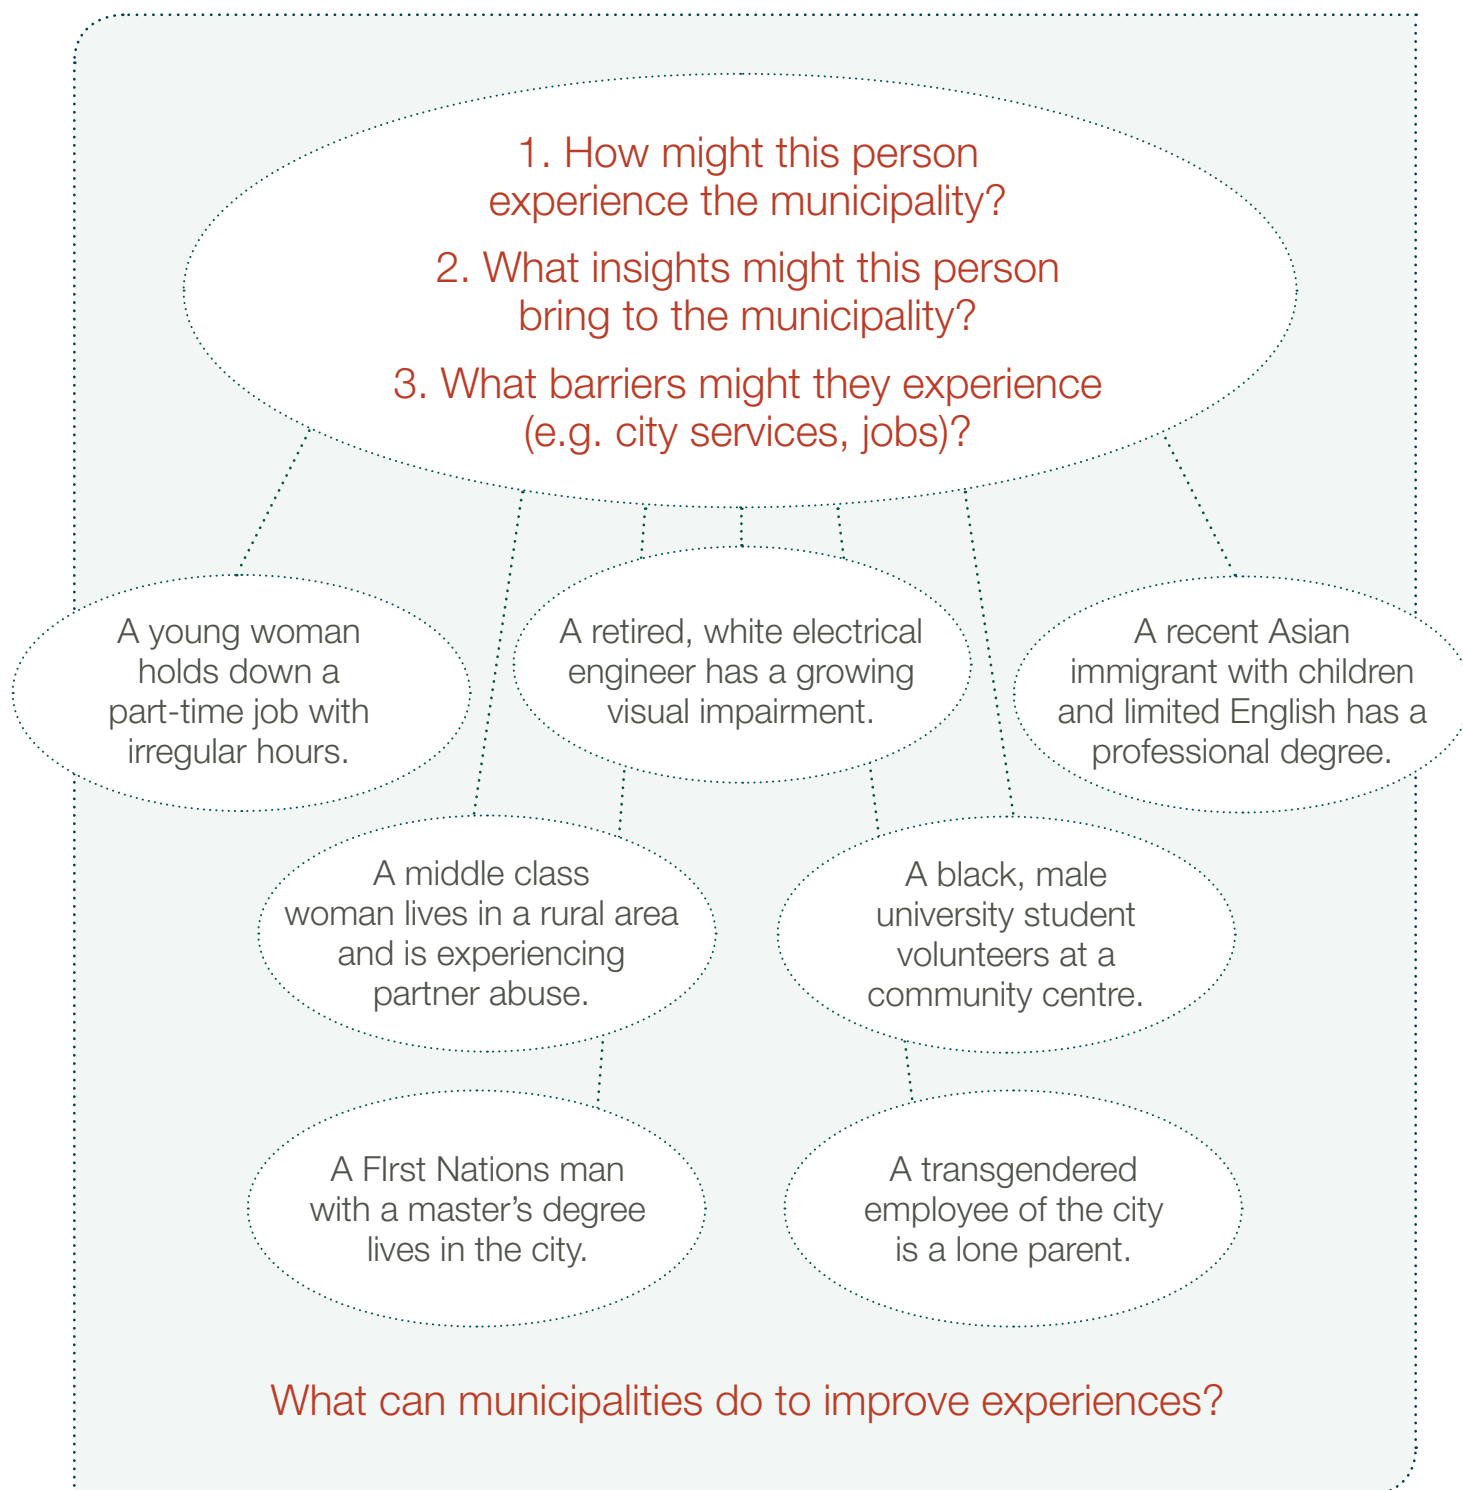 1. How might this person
experience the municipality?
2. What insights might this person
bring to the municipality?
3. What barriers might they experience
(e.g. city services, jobs)?
A young woman
holds down a
part-time job with
irregular hours.
A retired, white electrical
engineer has a growing
visual impairment.
A recent Asian
immigrant with children
and limited English has a
professional degree.
A middle class
woman lives in a rural area
and is experiencing
partner abuse.
A black, male
university student
volunteers at a
community centre.
A FIrst Nations man
with a master’s degree
lives in the city.
A transgendered
employee of the city
is a lone parent.
What can municipalities do to improve experiences?